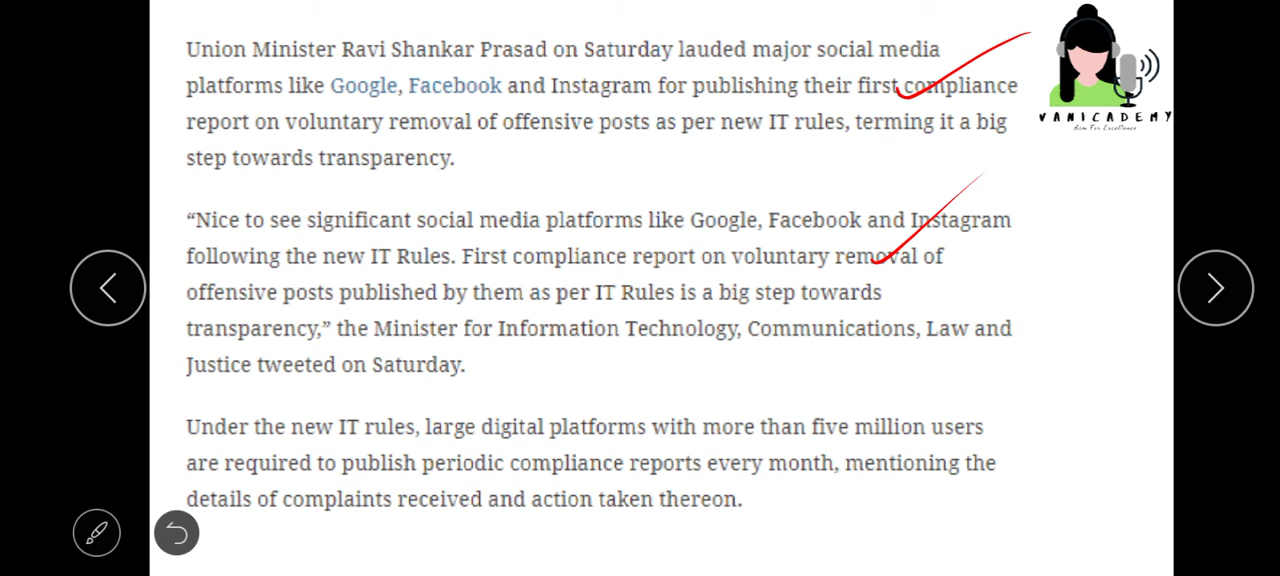 Union Minister Ravi Shankar Prasad on Saturday lauded major social media
platforms like Google, Facebook and Instagram for publishing their first compliance
report on voluntary removal of offensive posts as per new IT rules, terming it a big
step towards transparency.
“Nice to see significant social media platforms like Google, Facebook and Instagram
following the new IT Rules. First compliance report on voluntary removal of
offensive posts published by them as per IT Rules is a big step towards
transparency,” the Minister for Information Technology, Communications, Law and
Justice tweeted on Saturday.
Under the new IT rules, large digital platforms with more than five million users
are required to publish periodic compliance reports every month, mentioning the
details of complaints received and action taken thereon.
VANICADEMY
Aim For Excellence